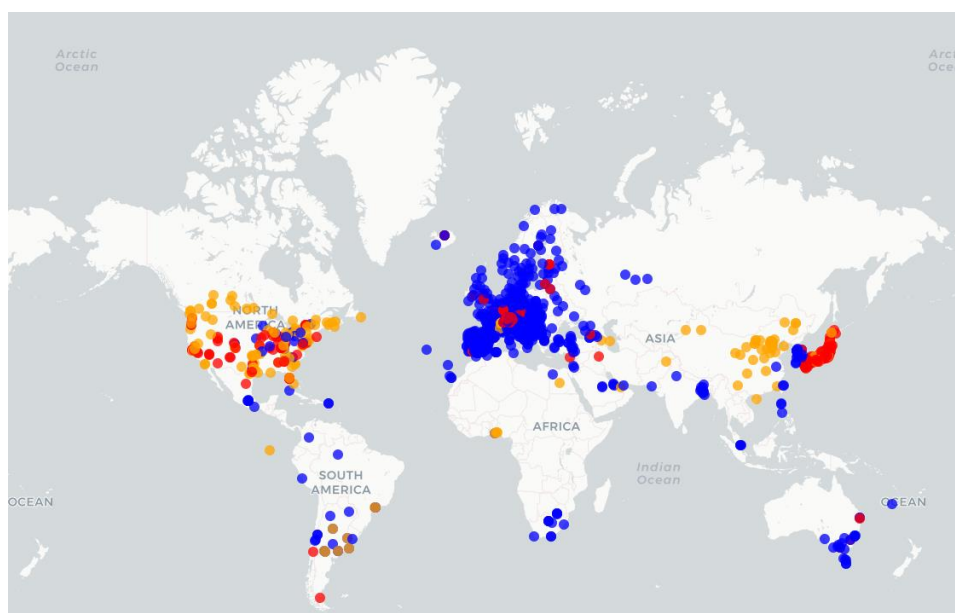 Arctic
Ocean
Arc
Oce
NORTH
AMERICA
ASIA
AFRICA
SOUTH
AMERICA
Indian
Ocean
OCEAN
OCEAN